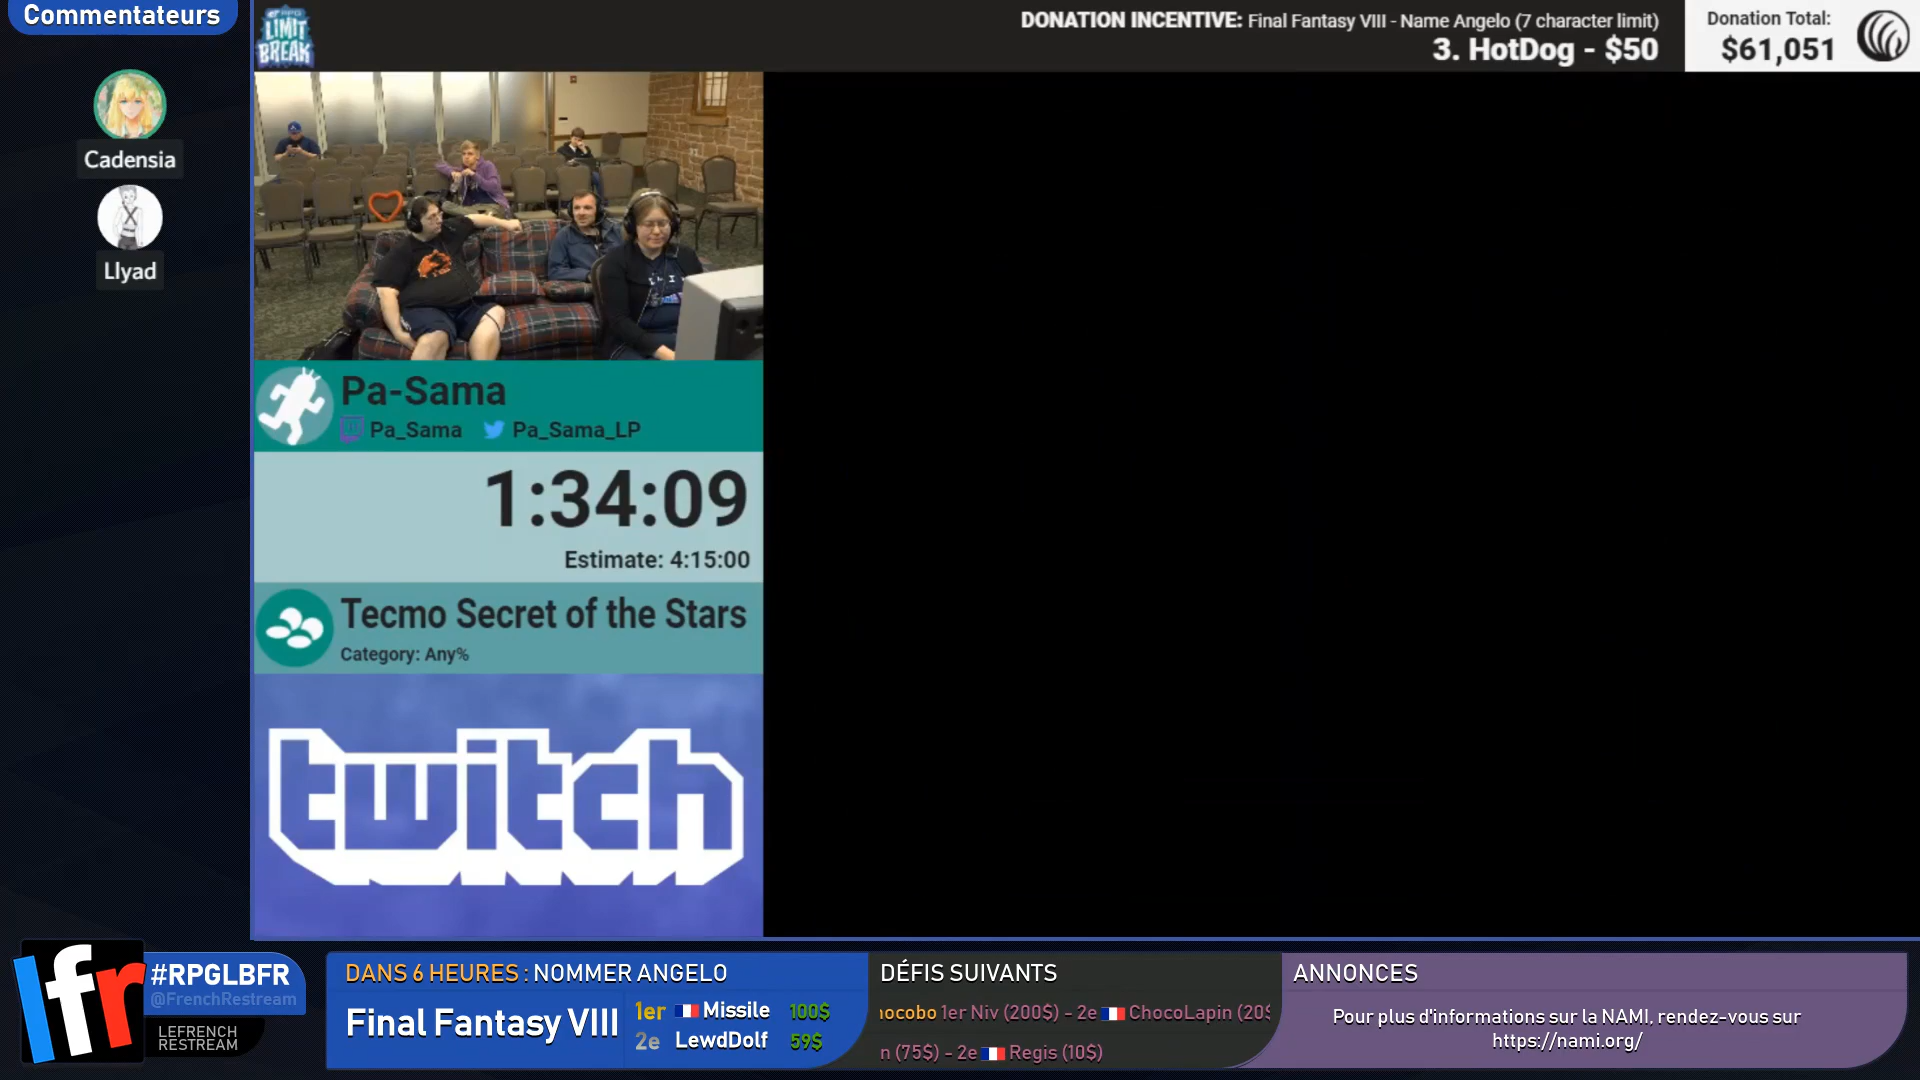 Commentateurs
Cadensia
Llyad
LIMIT
BREAK
DONATION INCENTIVE: Final Fantasy VIII - Name Angelo (7 character limit)
3. HotDog - $50
Donation Total:
$61,051
Pa-Sama
Pa_Sama Pa_Sama_LP
1:34:09
Estimate: 4:15:00
Tecmo Secret of the Stars
Category: Any%
twitch
lfr
#RPGLBFR
@FrenchRestream
LEFRENCH
RESTREAM
DANS 6 HEURES : NOMMER ANGELO
Final Fantasy VIII
1er Missile 100$
2e LewdDolf 59$
DÉFIS SUIVANTS
ocobo 1er Niv (200$) - 2e ChocoLapin (20$
n (75$) - 2e Regis (10$)
ANNONCES
Pour plus d'informations sur la NAMI, rendez-vous sur
https://nami.org/